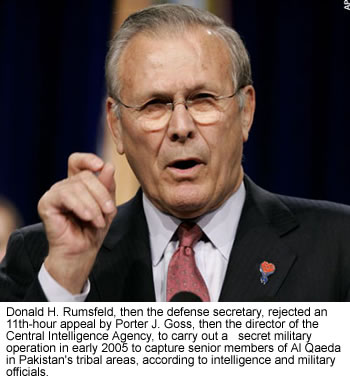 AP
Donald H. Rumsfeld, then the defense secretary, rejected an
11th-hour appeal by Porter J. Goss, then the director of the
Central Intelligence Agency, to carry out a secret military
operation in early 2005 to capture senior members of Al Qaeda
in Pakistan's tribal areas, according to intelligence and military
officials.